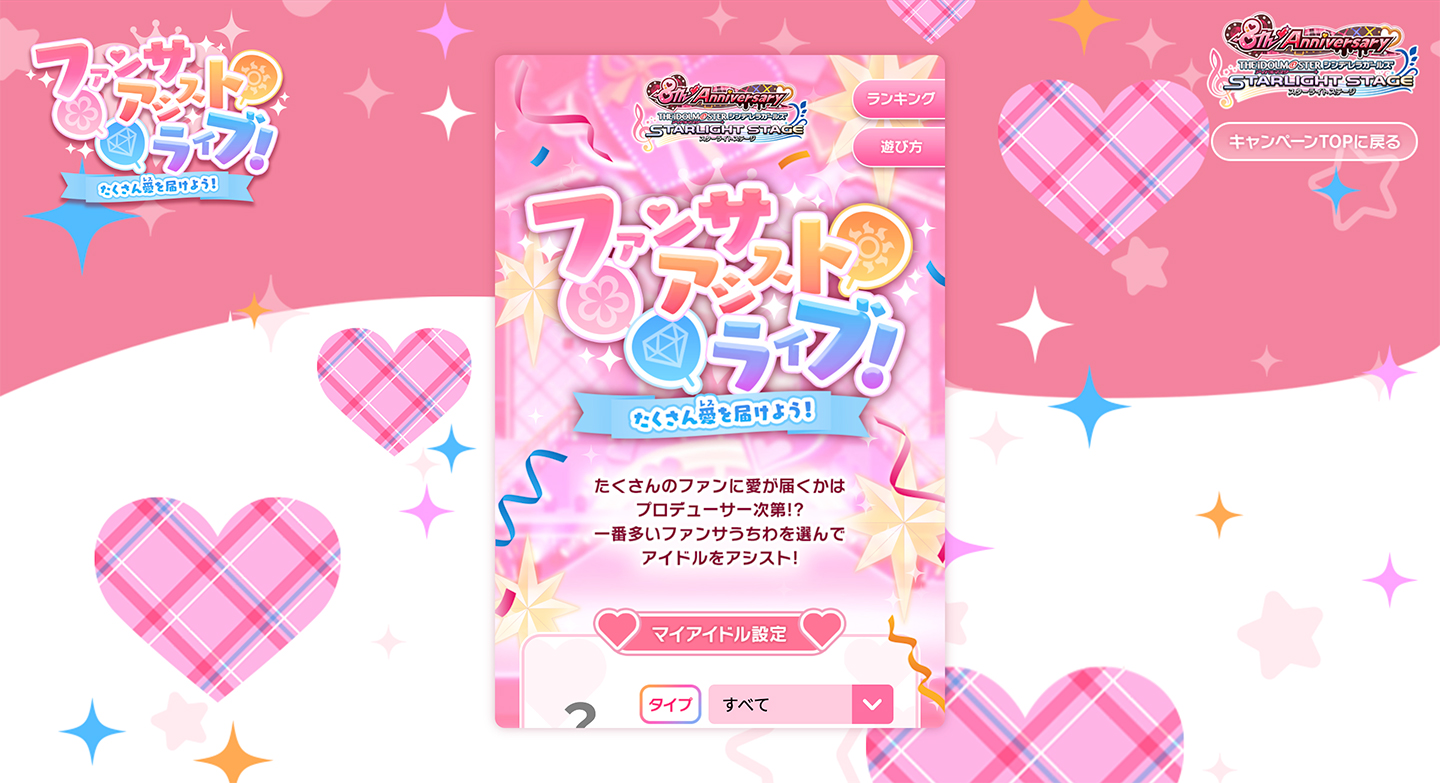 ファンサ
アシスト
ライブ!
たくさん愛を届けよう!
レス
8th Anniversary
THE IDOLM@STER シンデレラガールズ
STARLIGHT STAGE
スターライトステージ
キャンペーンTOPに戻る
8th Anniversary
THE IDOLM@STER シンデレラガールズ
STARLIGHT STAGE
スターライトステージ
ランキング
遊び方
ファンサ
アシスト
ライブ!
レス
たくさん愛を届けよう!
たくさんのファンに愛が届くかは
プロデューサー次第!?
一番多いファンサうちわを選んで
アイドルをアシスト!
マイアイドル設定
?
タイプ
すべて